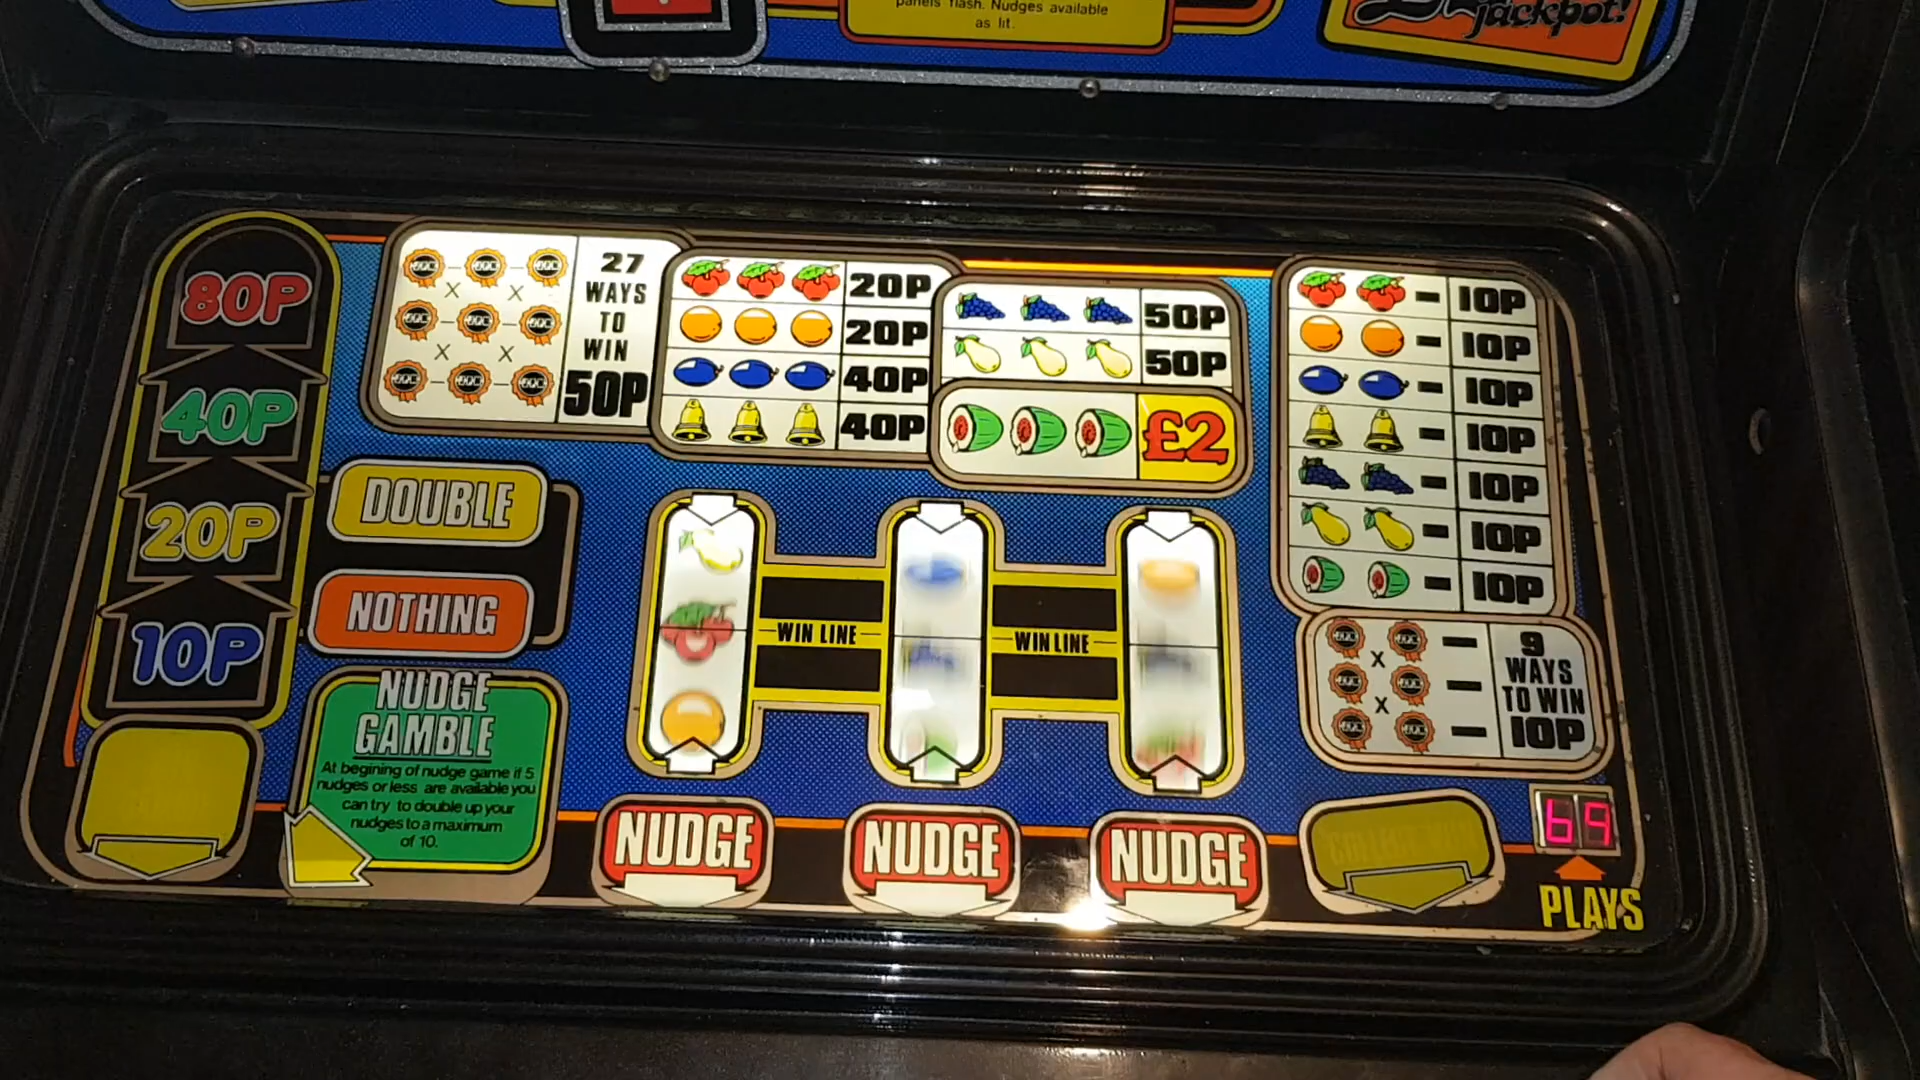 panels flash. Nudges available
as lit.
jackpot!
80P
40P
20P
10P
DOUBLE
NOTHING
NUDGE
GAMBLE
At begining of nudge game if 5
nudges or less are available you
can try to double up your
nudges to a maximum
of 10.
27
WAYS
TO
WIN
50P
20P
20P
40P
40P
50P
50P
£2
10P
10P
10P
10P
10P
10P
10P
9
WAYS
TO WIN
10P
WIN LINE
WIN LINE
NUDGE
NUDGE
NUDGE
69
PLAYS